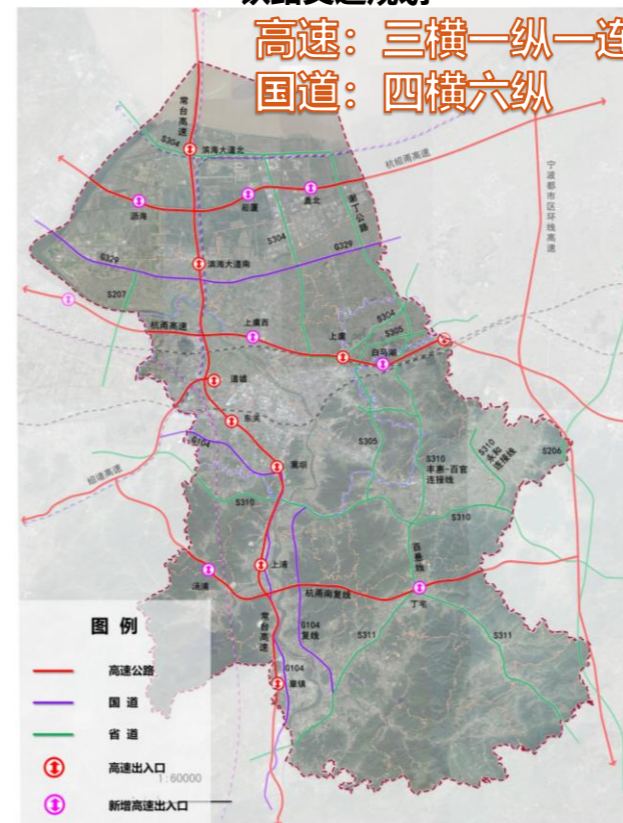 高速：三横一纵一连
国道：四横六纵
常台高速
S304
滨海大道北
杭绍甬高速
宁波都市区环线高速
沥海
崧厦
盖北
谢丁公路
S304
G329
G329
滨海大道南
S207
杭甬高速
上虞西
上虞
S304
S305
白马湖
道墟
东关
G104
蒿坝
S305
S310
丰惠-百官
连接线
S310
永和
连接线
S206
绍诸高速
S310
S310
百悬线
上浦
汤浦
杭甬南复线
丁宅
常台高速
G104
复线
S311
S311
G104
章镇
图 例
高速公路
国 道
省 道
高速出入口
1:60000
新增高速出入口